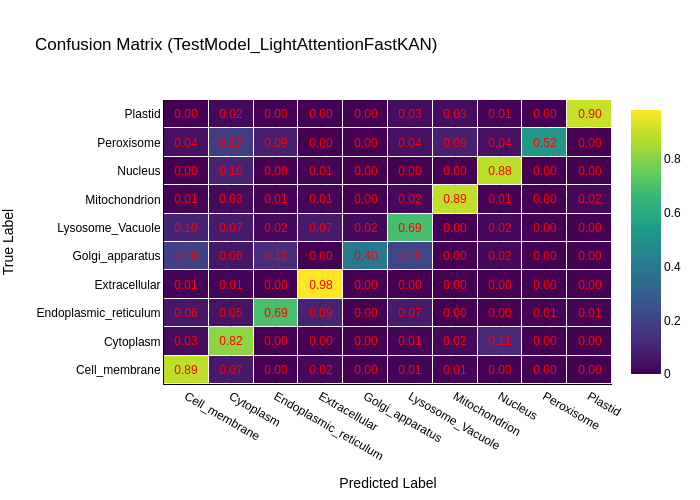 Confusion Matrix (TestModel_LightAttentionFastKAN)
True Label
Plastid 0.00 0.02 0.00 0.00 0.00 0.03 0.03 0.01 0.00 0.90
Peroxisome 0.04 0.17 0.09 0.00 0.00 0.04 0.09 0.04 0.52 0.00
Nucleus 0.00 0.10 0.00 0.01 0.00 0.00 0.00 0.88 0.00 0.00
Mitochondrion 0.01 0.03 0.01 0.01 0.00 0.02 0.89 0.01 0.00 0.02
Lysosome_Vacuole 0.10 0.07 0.02 0.07 0.02 0.69 0.00 0.02 0.00 0.00
Golgi_apparatus 0.06 0.12 0.00 0.40 0.00 0.02 0.00 0.00
Extracellular 0.01 0.01 0.00 0.98 0.00 0.00 0.00 0.00 0.00 0.00
Endoplasmic_reticulum 0.06 0.05 0.69 0.09 0.00 0.07 0.00 0.00 0.01 0.01
Cytoplasm 0.03 0.82 0.00 0.00 0.00 0.01 0.02 0.11 0.00 0.00
Cell_membrane 0.89 0.07 0.00 0.02 0.00 0.01 0.01 0.00 0.00 0.00
Cell_membrane
Cytoplasm
Endoplasmic_reticulum
Extracellular
Golgi_apparatus
Lysosome_Vacuole
Mitochondrion
Nucleus
Peroxisome
Plastid
Predicted Label
0.8
0.6
0.4
0.2
0